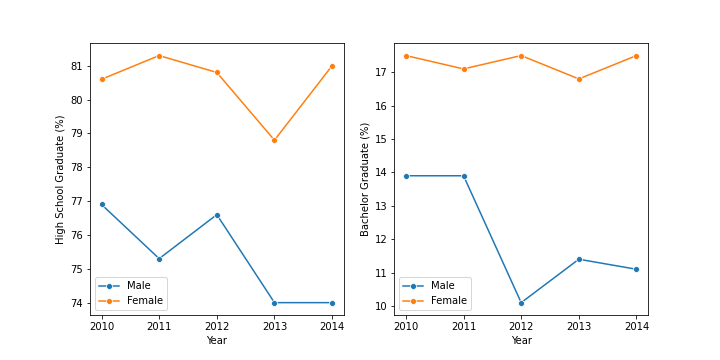 High School Graduate (%)
81
80
79
78
77
76
75
74
2010 2011 2012 2013 2014
Year
Male
Female
Bachelor Graduate (%)
17
16
15
14
13
12
11
10
2010 2011 2012 2013 2014
Year
Male
Female